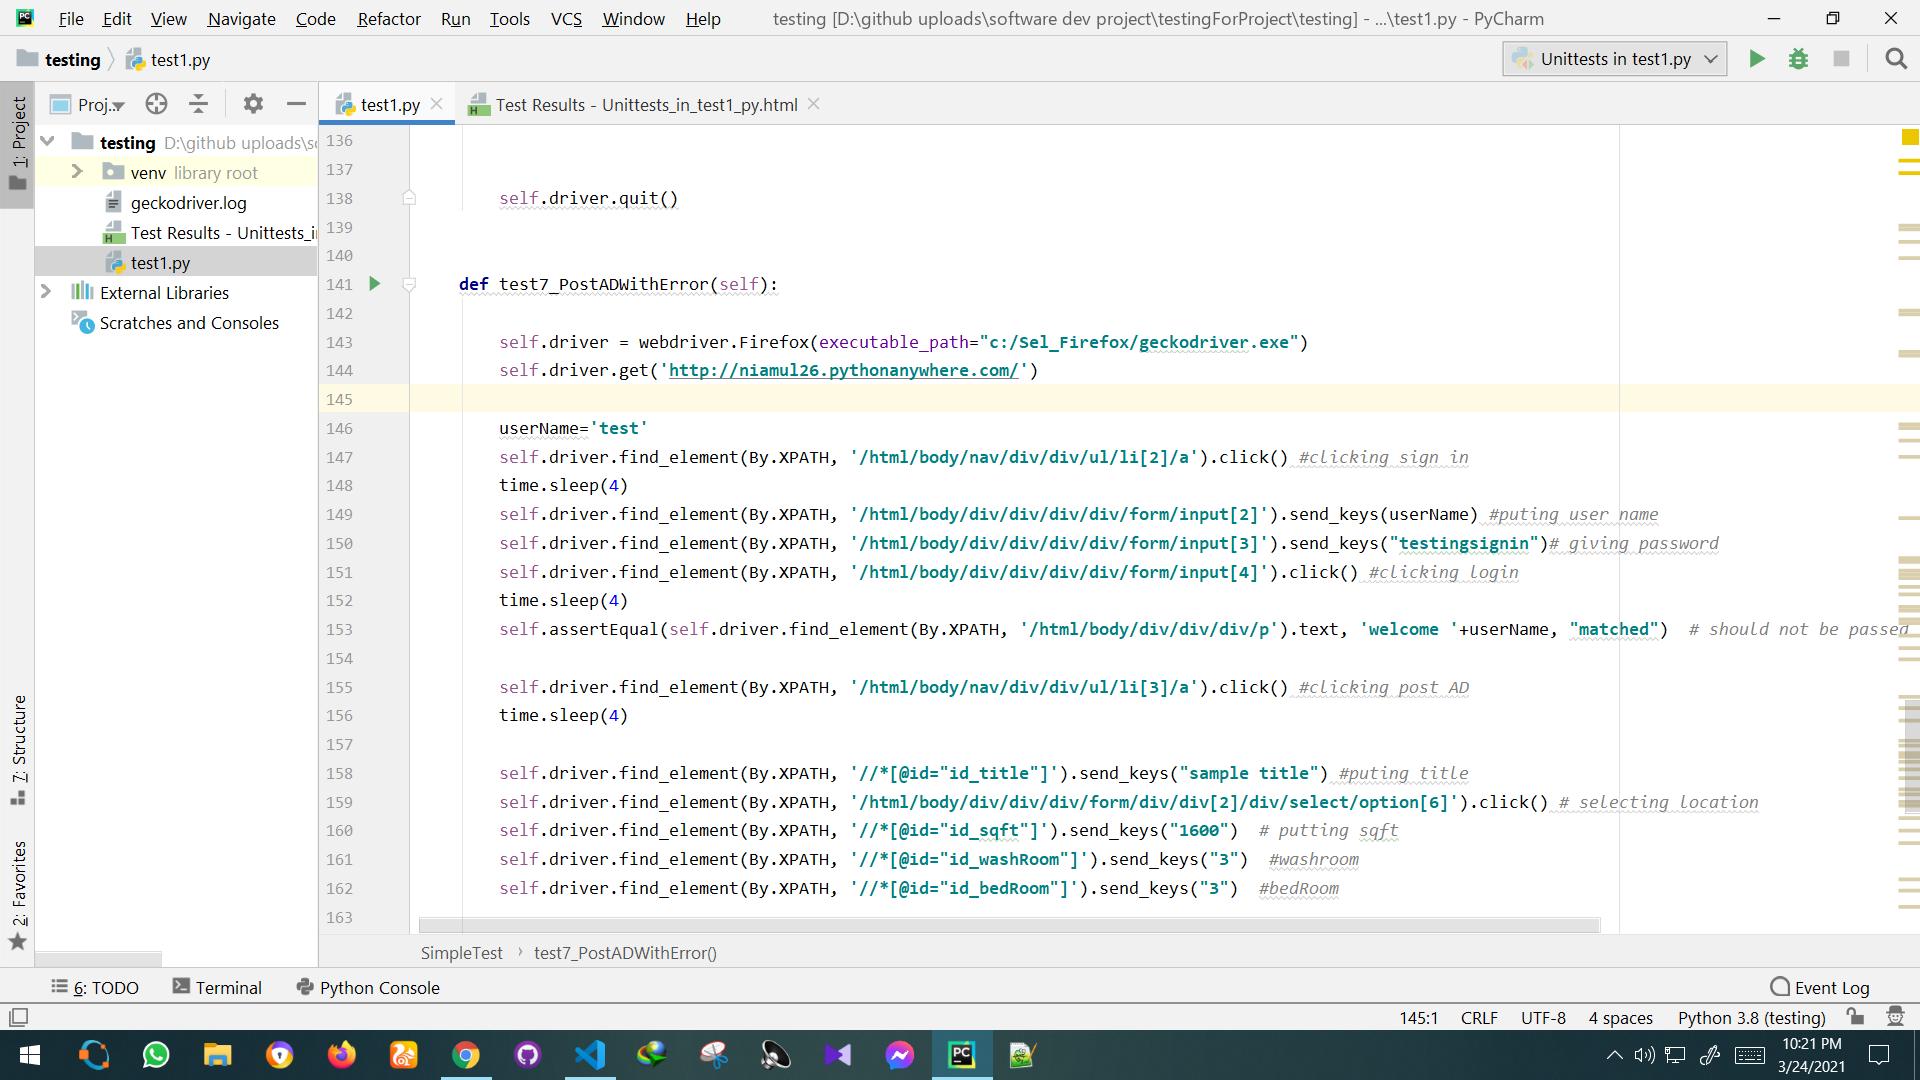 File Edit View Navigate Code Refactor Run Tools VCS Window Help testing [D:\github uploads\software dev project\testingForProject\testing] - ...\test1.py - PyCharm
testing test1.py Unittests in test1.py
1: Project
Proj... test1.py Test Results - Unittests_in_test1_py.html
testing D:\github uploads\so
venv library root
geckodriver.log
Test Results - Unittests_i
test1.py
External Libraries
Scratches and Consoles
7: Structure
2: Favorites
136
137
138 self.driver.quit()
139
140
141 def test7_PostADWithError(self):
142
143 self.driver = webdriver.Firefox(executable_path="c:/Sel_Firefox/geckodriver.exe")
144 self.driver.get('http://niamul26.pythonanywhere.com/')
145
146 userName='test'
147 self.driver.find_element(By.XPATH, '/html/body/nav/div/div/ul/li[2]/a').click() #clicking sign in
148 time.sleep(4)
149 self.driver.find_element(By.XPATH, '/html/body/div/div/div/div/form/input[2]').send_keys(userName) #puting user name
150 self.driver.find_element(By.XPATH, '/html/body/div/div/div/div/form/input[3]').send_keys("testingsignin")# giving password
151 self.driver.find_element(By.XPATH, '/html/body/div/div/div/div/form/input[4]').click() #clicking login
152 time.sleep(4)
153 self.assertEqual(self.driver.find_element(By.XPATH, '/html/body/div/div/div/p').text, 'welcome '+userName, "matched") # should not be passed
154
155 self.driver.find_element(By.XPATH, '/html/body/nav/div/div/ul/li[3]/a').click() #clicking post AD
156 time.sleep(4)
157
158 self.driver.find_element(By.XPATH, '//*[@id="id_title"]').send_keys("sample title") #puting title
159 self.driver.find_element(By.XPATH, '/html/body/div/div/div/form/div/div[2]/div/select/option[6]').click() # selecting location
160 self.driver.find_element(By.XPATH, '//*[@id="id_sqft"]').send_keys("1600") # putting sqft
161 self.driver.find_element(By.XPATH, '//*[@id="id_washRoom"]').send_keys("3") #washroom
162 self.driver.find_element(By.XPATH, '//*[@id="id_bedRoom"]').send_keys("3") #bedRoom
163
SimpleTest test7_PostADWithError()
6: TODO Terminal Python Console Event Log
145:1 CRLF UTF-8 4 spaces Python 3.8 (testing)
10:21 PM
3/24/2021